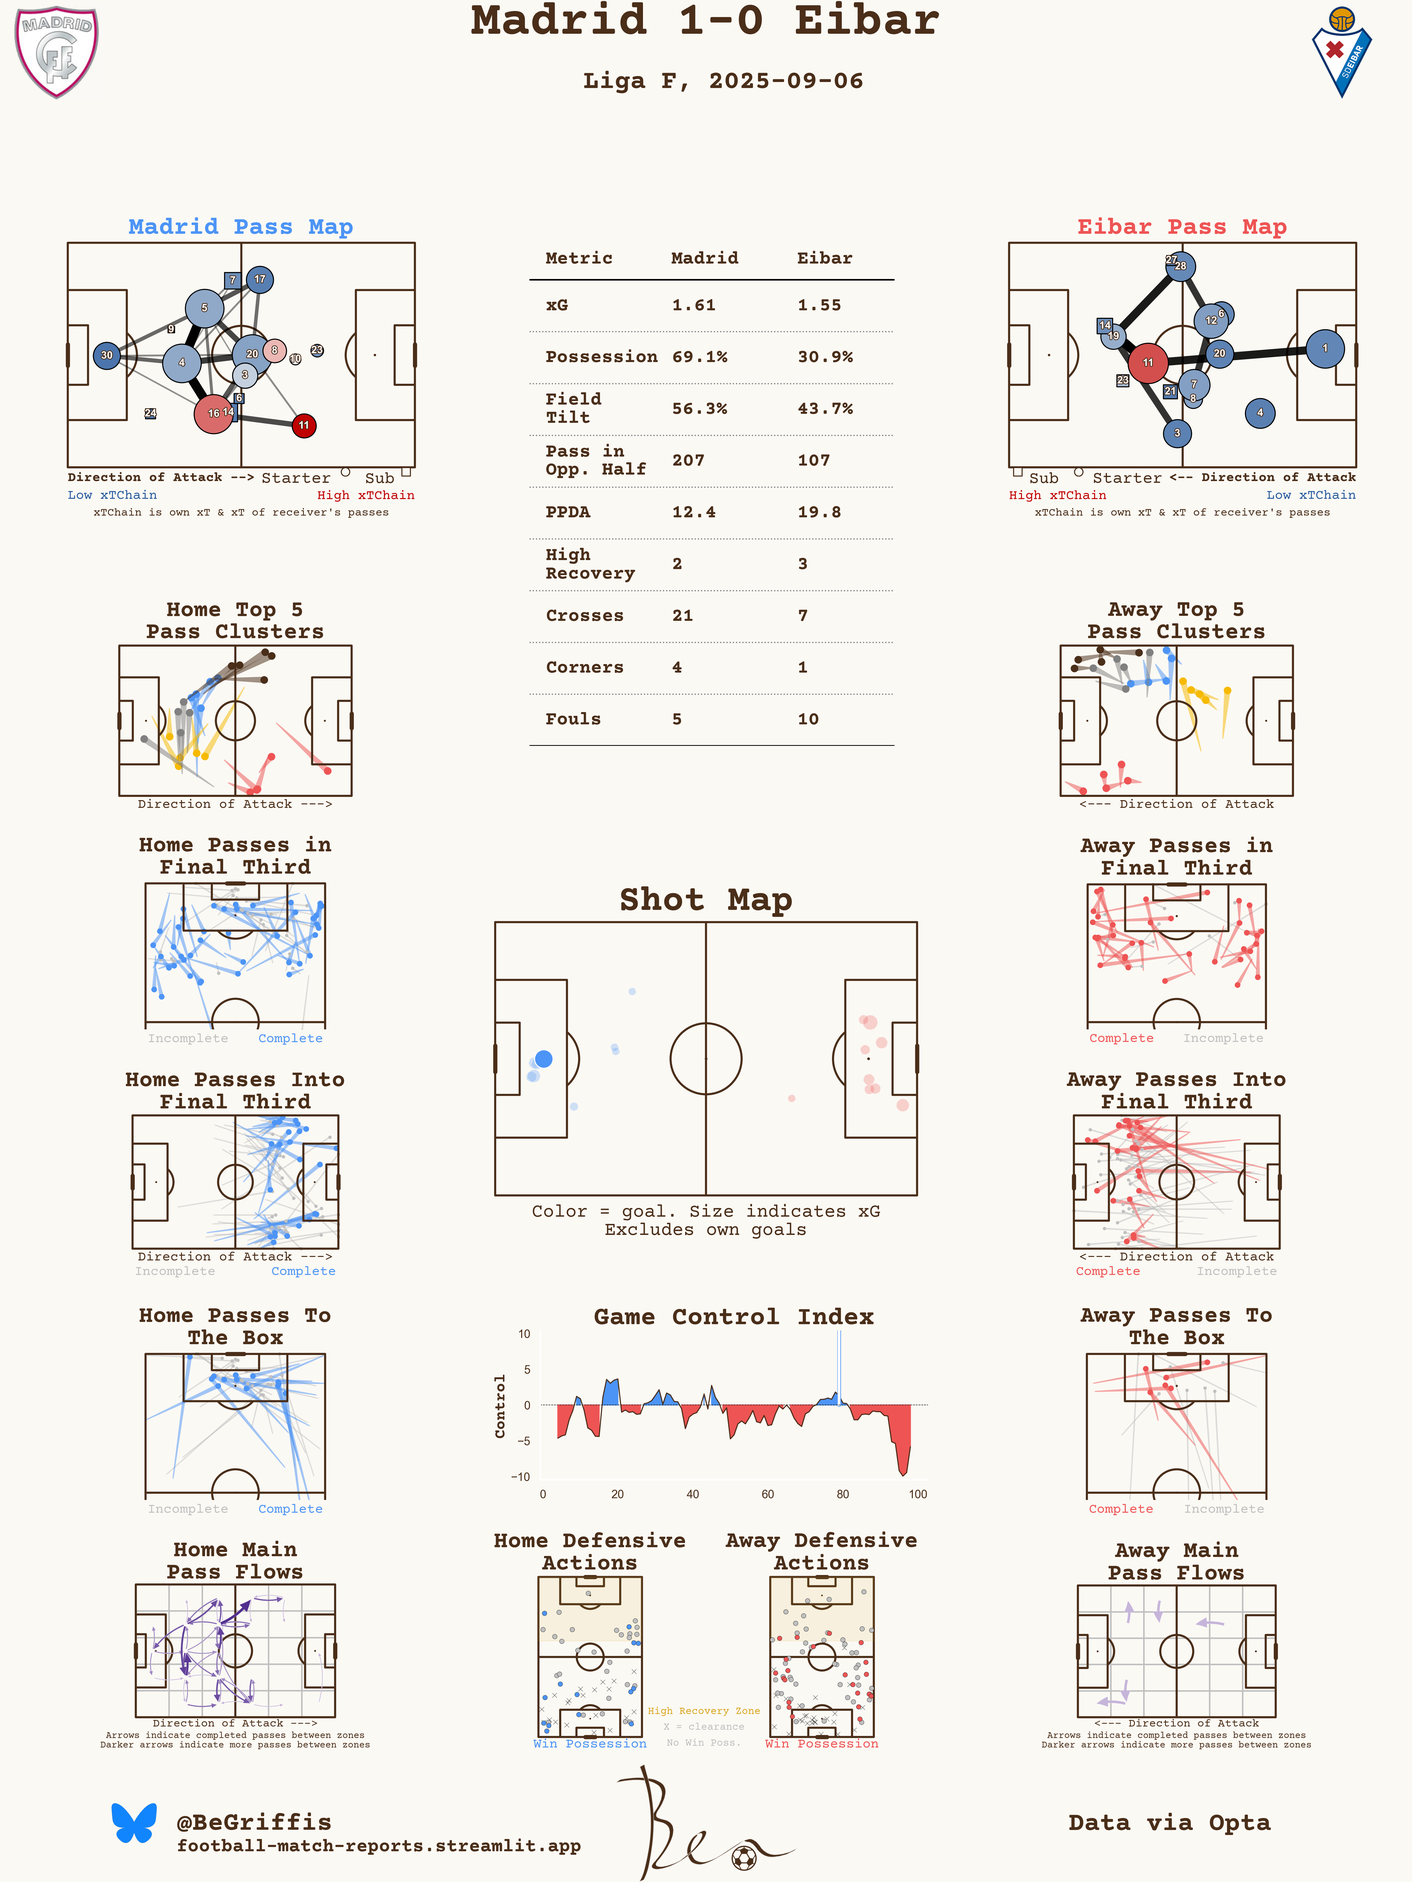 MADRID
CFF
Madrid 1-0 Eibar
SDEIBAR
Liga F, 2025-09-06
Madrid Pass Map
7
17
5
9
30
4
20
8
10
23
3
6
24
16
14
11
Direction of Attack --> Starter Sub
Low xTChain High xTChain
xTChain is own xT & xT of receiver's passes
Metric Madrid Eibar
xG 1.61 1.55
Possession 69.1% 30.9%
Field
Tilt 56.3% 43.7%
Pass in
Opp. Half 207 107
PPDA 12.4 19.8
High
Recovery 2 3
Crosses 21 7
Corners 4 1
Fouls 5 10
Eibar Pass Map
27
28
14
19
12
6
11
20
1
23
21
7
8
4
3
Sub Starter <-- Direction of Attack
High xTChain Low xTChain
xTChain is own xT & xT of receiver's passes
Home Top 5
Pass Clusters
Direction of Attack --->
Away Top 5
Pass Clusters
<--- Direction of Attack
Home Passes in
Final Third
Incomplete Complete
Away Passes in
Final Third
Complete Incomplete
Shot Map
Color = goal. Size indicates xG
Excludes own goals
Home Passes Into
Final Third
Direction of Attack --->
Incomplete Complete
Away Passes Into
Final Third
<--- Direction of Attack
Complete Incomplete
Home Passes To
The Box
Incomplete Complete
Game Control Index
Control
10
5
0
−5
−10
0 20 40 60 80 100
Away Passes To
The Box
Complete Incomplete
Home Main
Pass Flows
Direction of Attack --->
Arrows indicate completed passes between zones
Darker arrows indicate more passes between zones
Home Defensive
Actions
Win Possession
High Recovery Zone
X = clearance
No Win Poss.
Away Defensive
Actions
Win Possession
Away Main
Pass Flows
<--- Direction of Attack
Arrows indicate completed passes between zones
Darker arrows indicate more passes between zones
@BeGriffis
football-match-reports.streamlit.app
Ben
Data via Opta